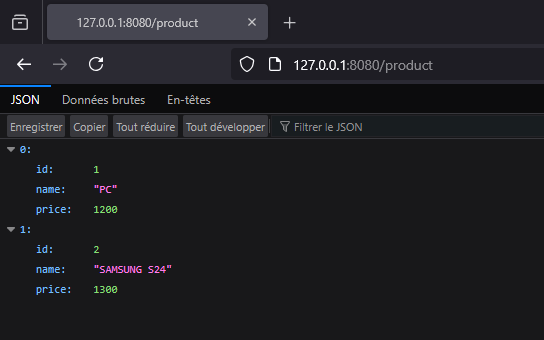 127.0.0.1:8080/product
127.0.0.1:8080/product
JSON Données brutes En-têtes
Enregistrer Copier Tout réduire Tout développer Filtrer le JSON
0:
id: 1
name: "PC"
price: 1200
1:
id: 2
name: "SAMSUNG S24"
price: 1300